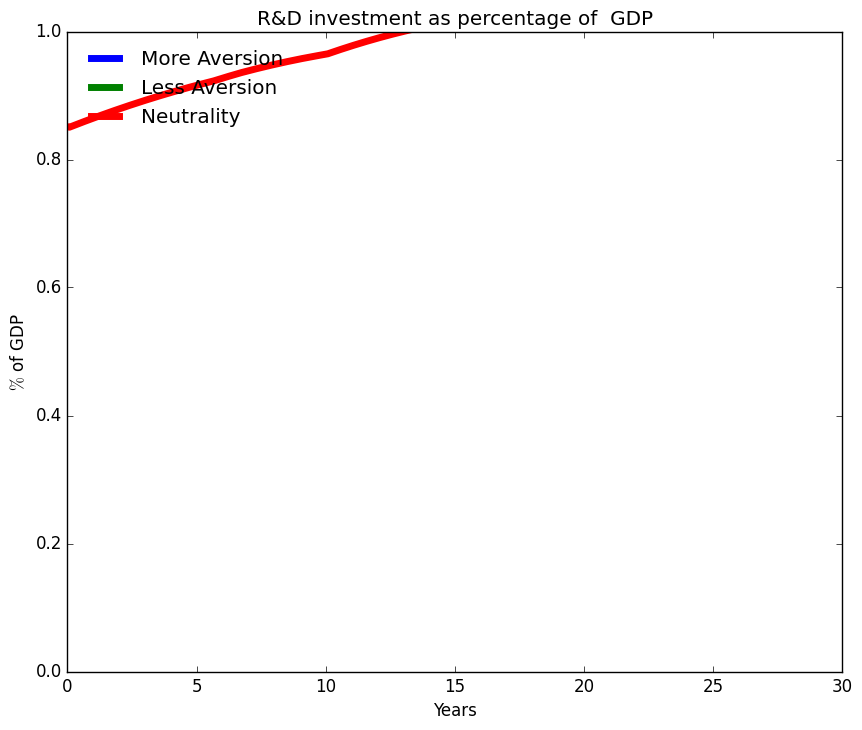 R&D investment as percentage of  GDP
1.0
0.8
0.6
0.4
0.2
0.0
% of GDP
More Aversion
Less Aversion
Neutrality
0 5 10 15 20 25 30
Years